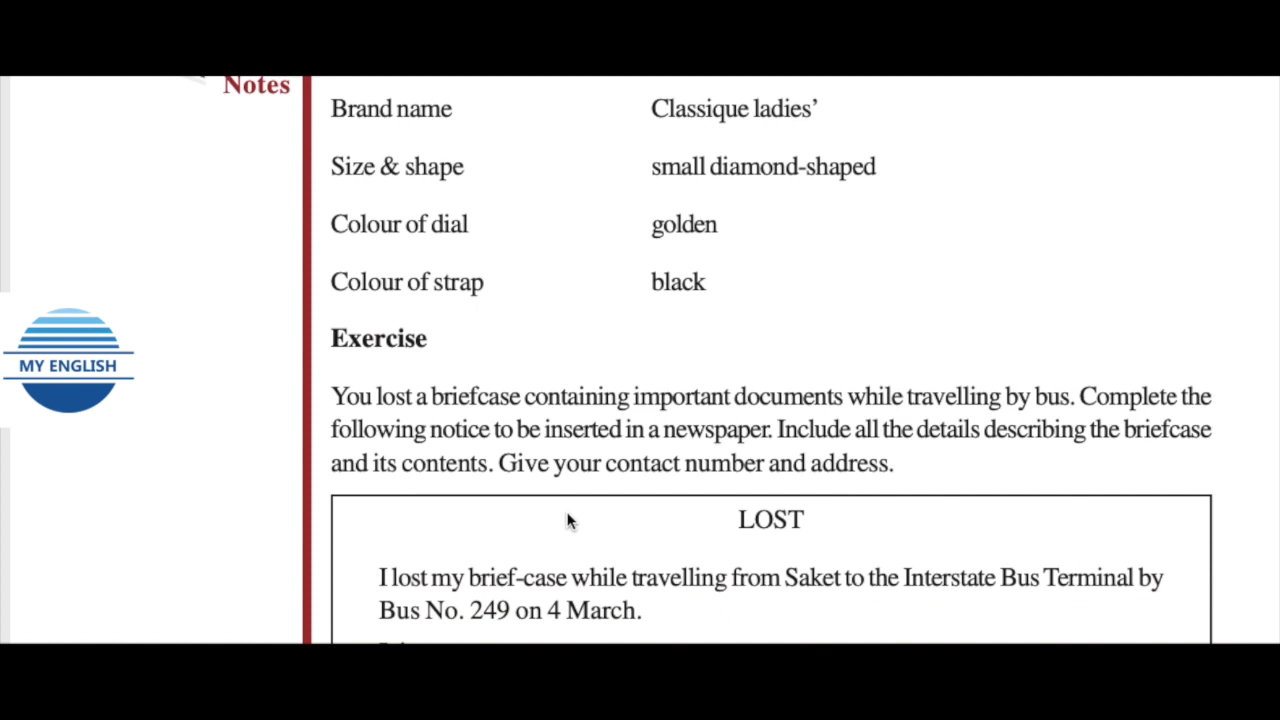 Notes
Brand name Classique ladies’
Size & shape small diamond-shaped
Colour of dial golden
Colour of strap black
Exercise
MY ENGLISH
You lost a briefcase containing important documents while travelling by bus. Complete the
following notice to be inserted in a newspaper. Include all the details describing the briefcase
and its contents. Give your contact number and address.
LOST
I lost my brief-case while travelling from Saket to the Interstate Bus Terminal by
Bus No. 249 on 4 March.